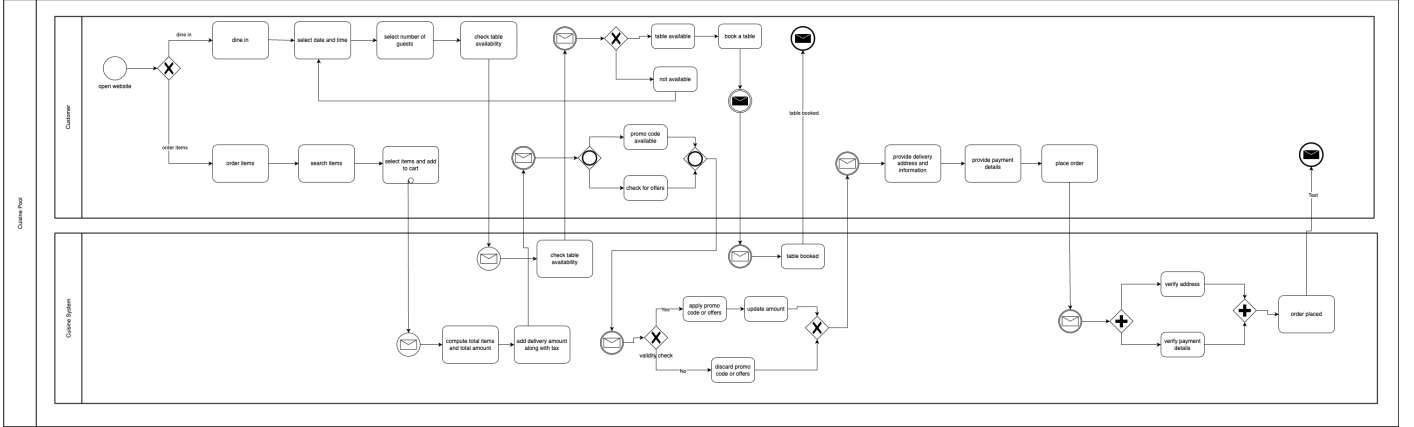 Cuisine Pool
Customer
dine in
dine in
select date and time
select number of
guests
check table
availability
table available
book a table
not available
open website
table booked
order items
order items
search items
select items and add
to cart
promo code
available
check for offers
provide delivery
address and
information
provide payment
details
place order
Text
Cuisine System
check table
availability
table booked
compute total items
and total amount
add delivery amount
along with tax
validity check
Yes
apply promo
code or offers
update amount
No
discard promo
code or offers
verify address
verify payment
details
order placed